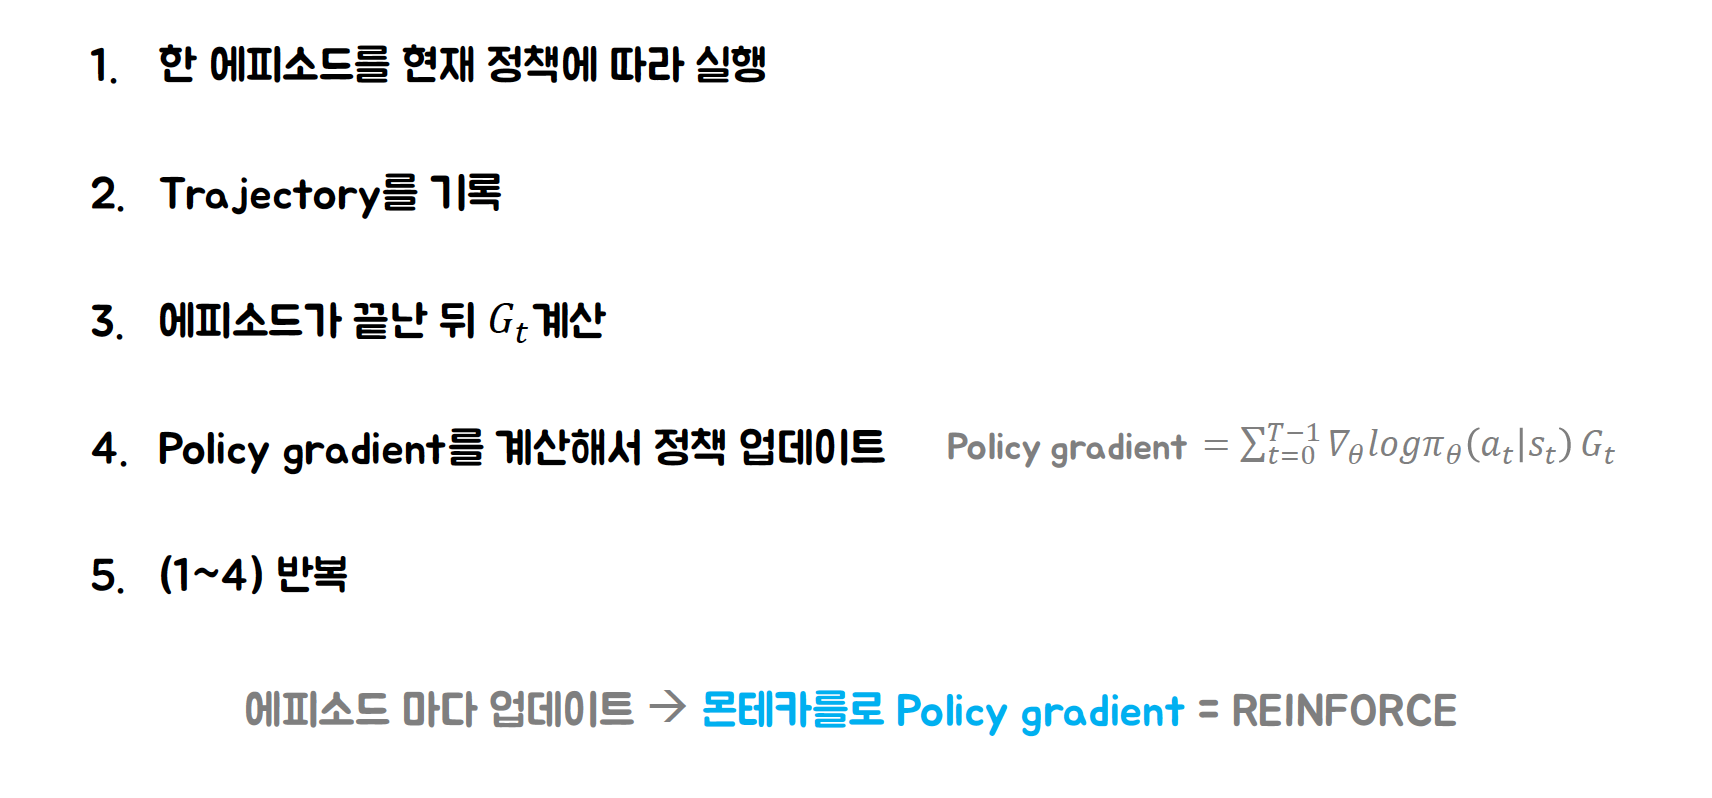 1. 한 에피소드를 현재 정책에 따라 실행
2. Trajectory를 기록
3. 에피소드가 끝난 뒤 $G_t$계산
4. Policy gradient를 계산해서 정책 업데이트 Policy gradient $= \sum_{t=0}^{T-1} \nabla_\theta log\pi_\theta(a_t|s_t) G_t$
5. (1~4) 반복
에피소드 마다 업데이트 → 몬테카를로 Policy gradient = REINFORCE